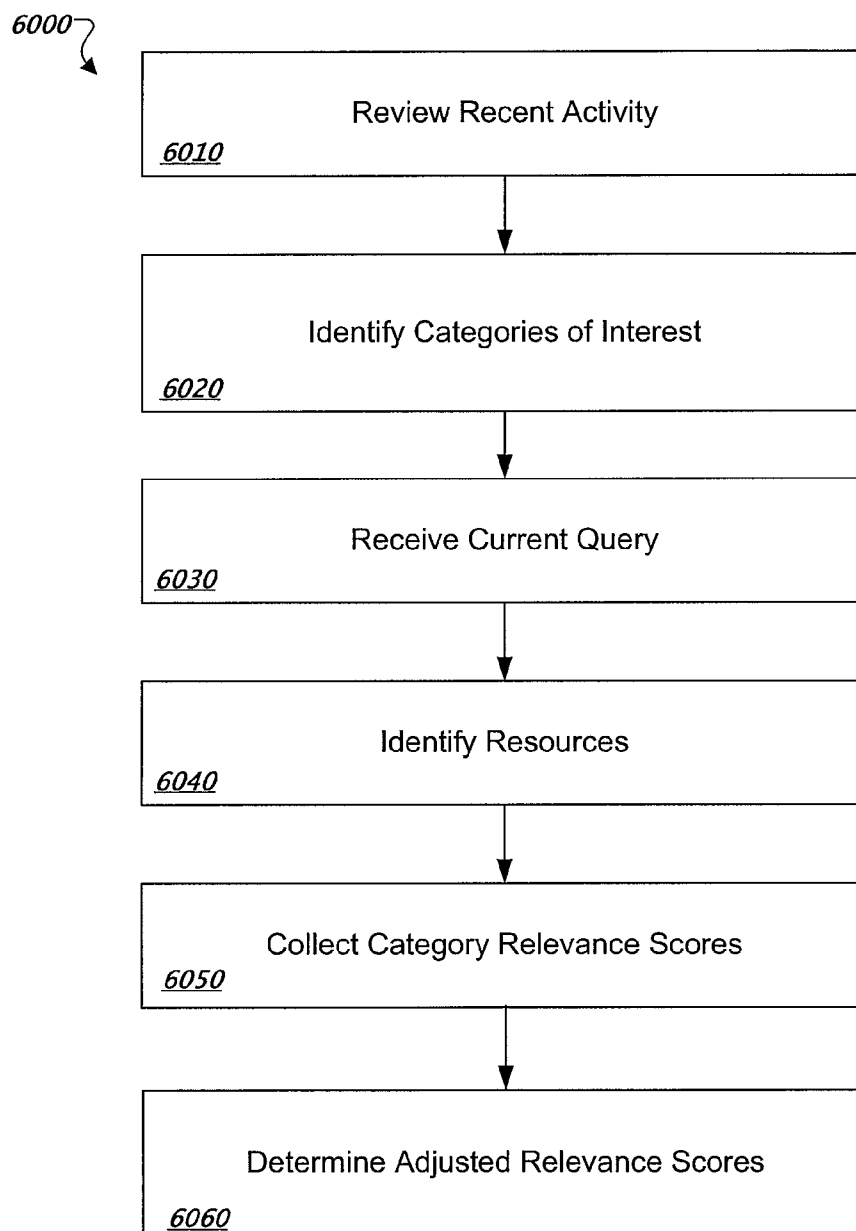 6000
Review Recent Activity
6010
Identify Categories of Interest
6020
Receive Current Query
6030
Identify Resources
6040
Collect Category Relevance Scores
6050
Determine Adjusted Relevance Scores
6060